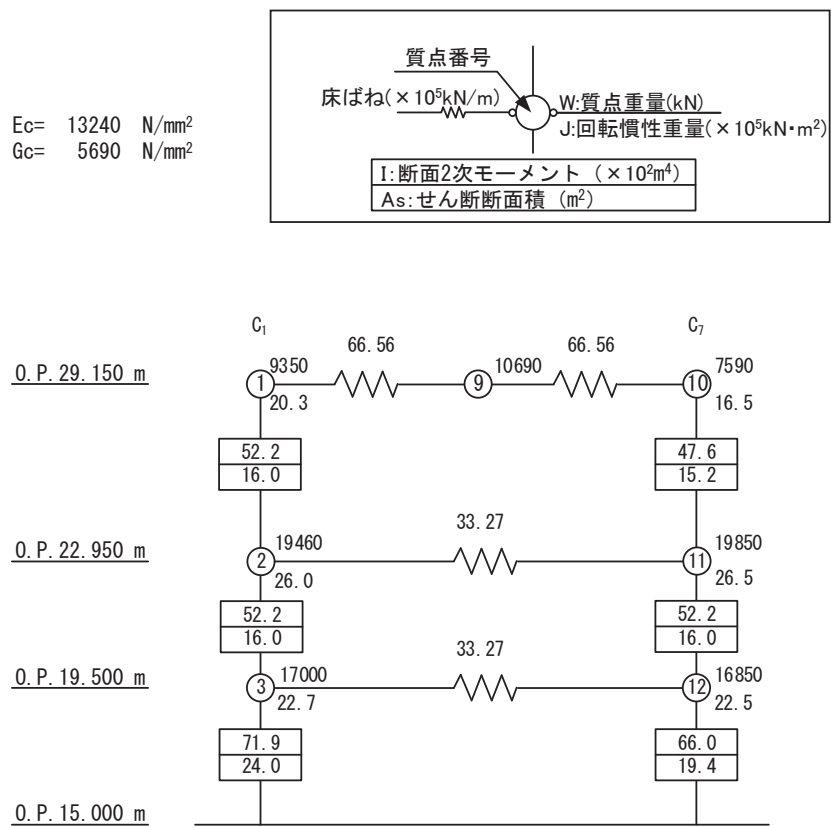 質点番号
床ばね(×10⁵kN/m)
W:質点重量(kN)
J:回転慣性重量(×10⁵kN・m²)
I:断面2次モーメント (×10²m⁴)
As:せん断断面積 (m²)
Ec= 13240 N/mm²
Gc= 5690 N/mm²
C₁ C₇
66.56 66.56
O.P.29.150 m 1 9350 9 10690 10 7590
20.3 16.5
52.2 47.6
16.0 15.2
33.27
O.P.22.950 m 2 19460 11 19850
26.0 26.5
52.2 52.2
16.0 16.0
33.27
O.P.19.500 m 3 17000 12 16850
22.7 22.5
71.9 66.0
24.0 19.4
O.P.15.000 m